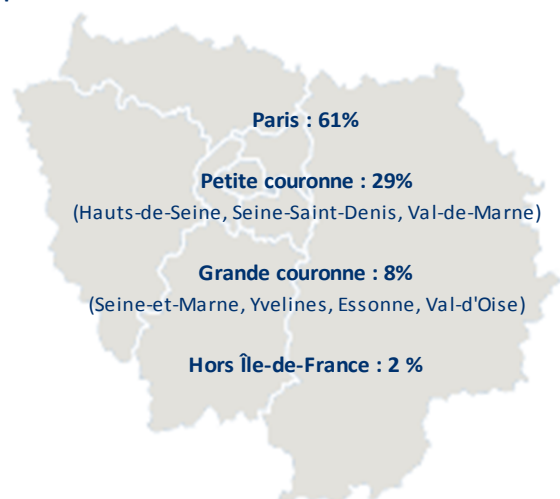 Paris : 61%
Petite couronne : 29%
(Hauts-de-Seine, Seine-Saint-Denis, Val-de-Marne)
Grande couronne : 8%
(Seine-et-Marne, Yvelines, Essonne, Val-d'Oise)
Hors Île-de-France : 2 %